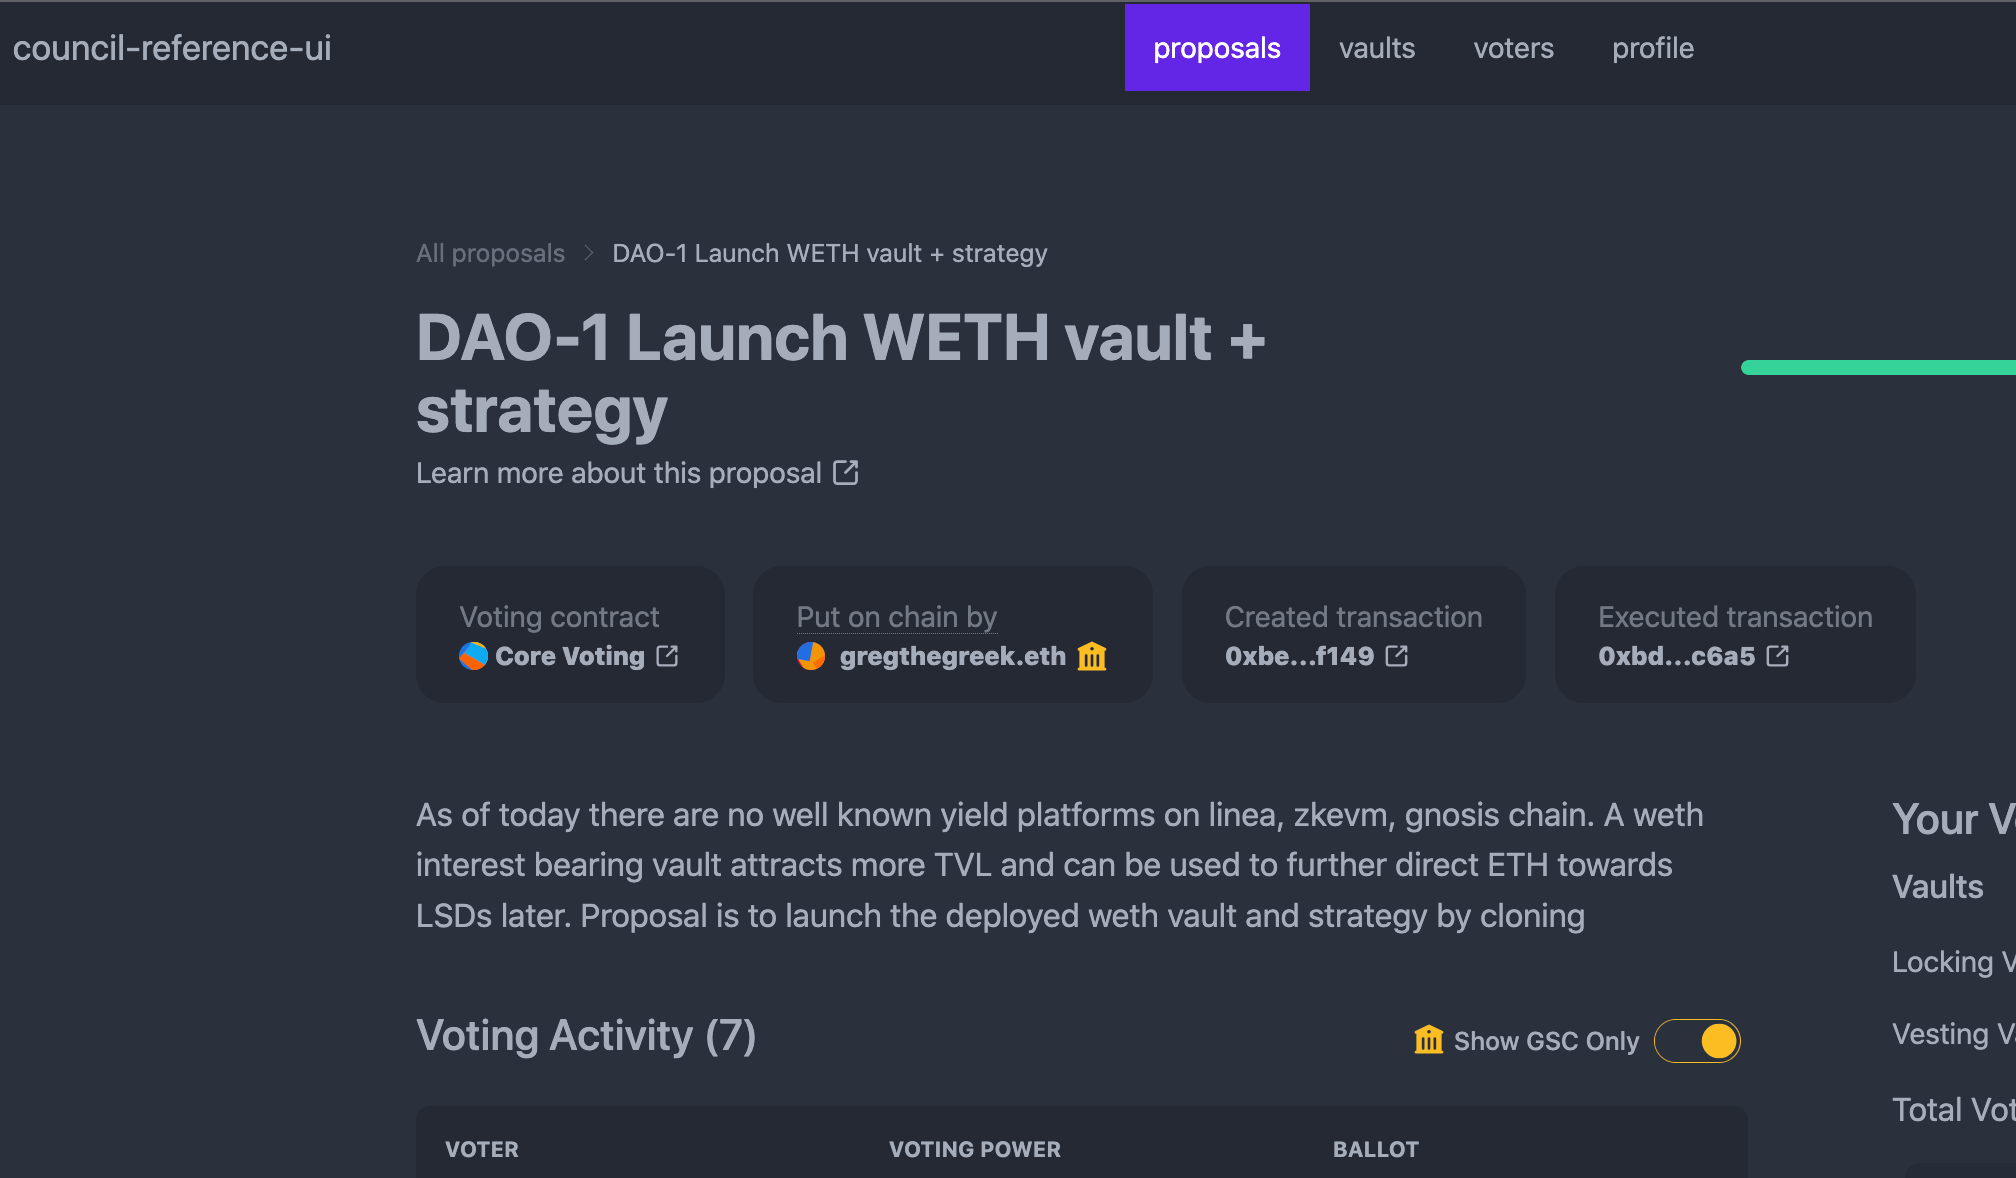 council-reference-ui
proposals
vaults
voters
profile
All proposals
DAO-1 Launch WETH vault + strategy
DAO-1 Launch WETH vault +
strategy
Learn more about this proposal
Voting contract
Core Voting
Put on chain by
gregthegreek.eth
Created transaction
0xbe...f149
Executed transaction
0xbd...c6a5
As of today there are no well known yield platforms on linea, zkevm, gnosis chain. A weth
interest bearing vault attracts more TVL and can be used to further direct ETH towards
LSDs later. Proposal is to launch the deployed weth vault and strategy by cloning
Your
Vaults
Locking
Vesting
Total
Voting Activity (7)
Show GSC Only
VOTER
VOTING POWER
BALLOT